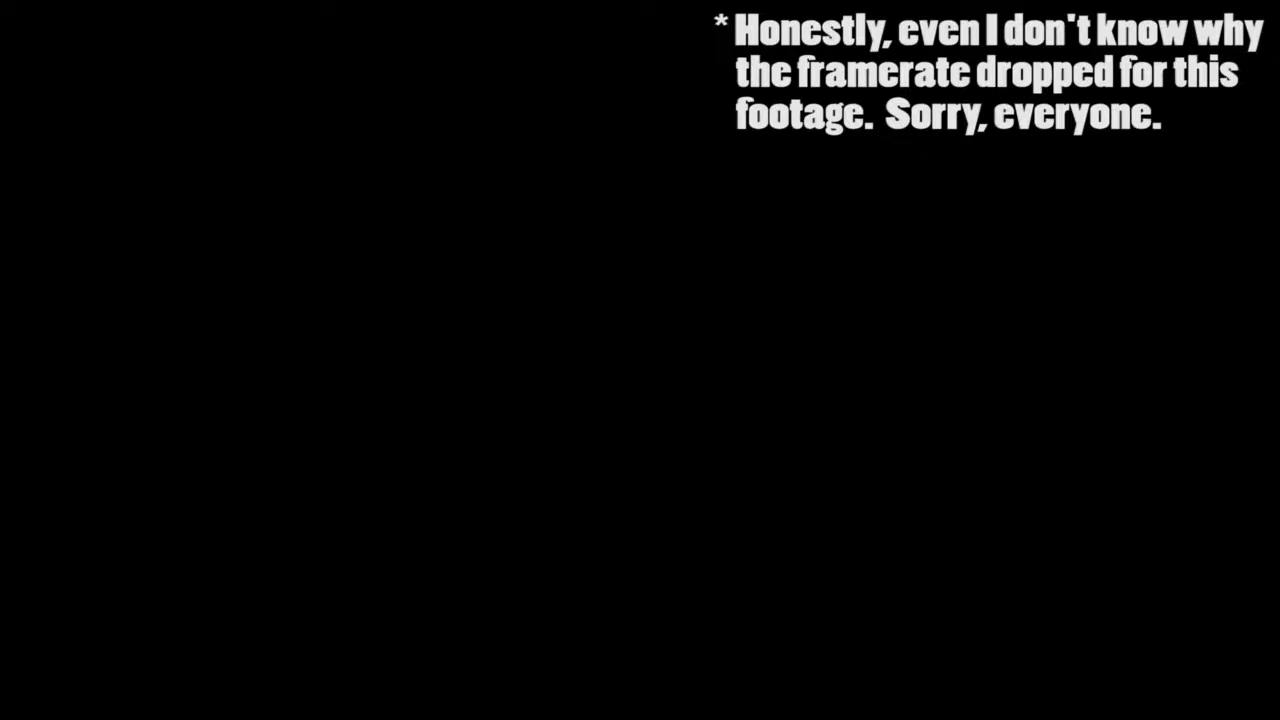 * Honestly, even I don't know why
the framerate dropped for this
footage.  Sorry, everyone.